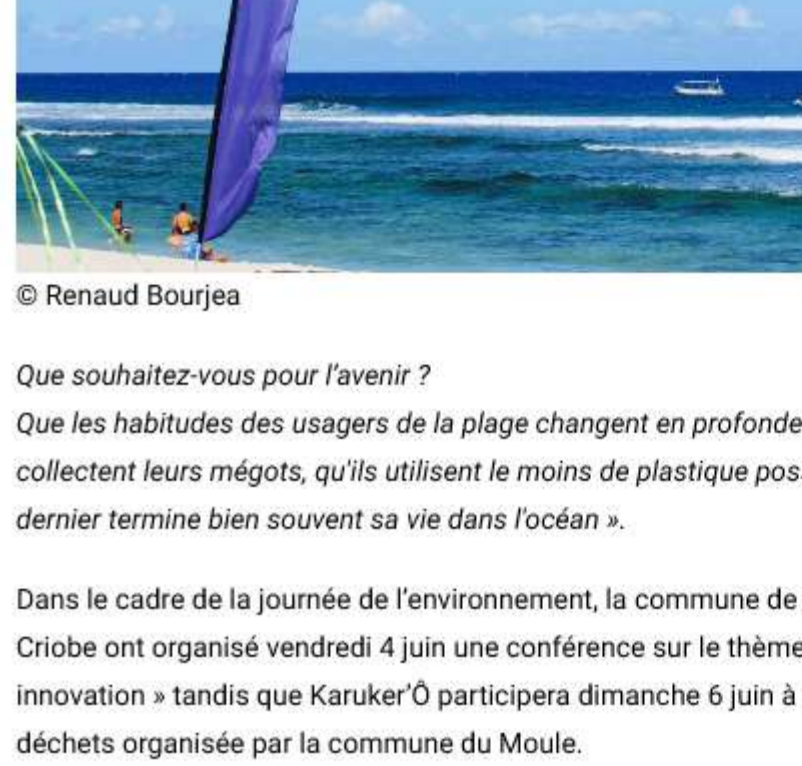 © Renaud Bourjea
Que souhaitez-vous pour l'avenir ?
Que les habitudes des usagers de la plage changent en profonde
collectent leurs mégots, qu'ils utilisent le moins de plastique pos
dernier termine bien souvent sa vie dans l'océan ».
Dans le cadre de la journée de l'environnement, la commune de
Criobe ont organisé vendredi 4 juin une conférence sur le thème
innovation » tandis que Karuker'Ô participera dimanche 6 juin à
déchets organisée par la commune du Moule.